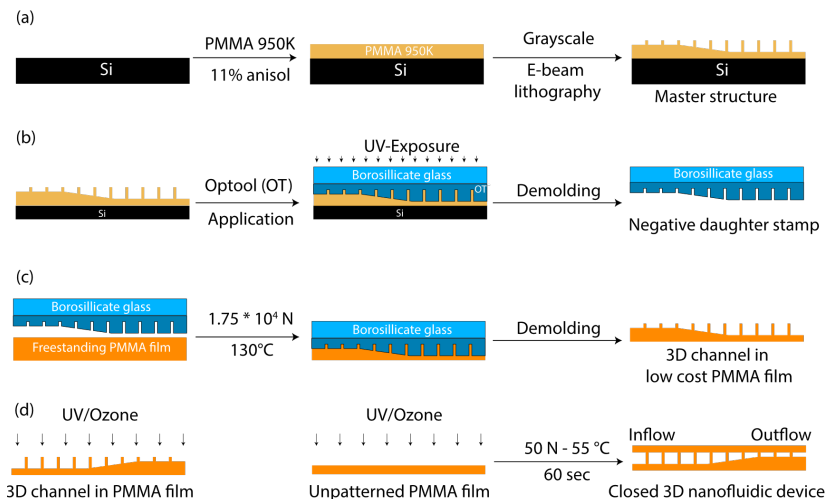 (a)
PMMA 950K
11% anisol
Grayscale
E-beam
lithography
Si
PMMA 950K
Si
Si
Master structure
(b)
UV-Exposure
Optool (OT)
Application
Borosillicate glass
OT
Demolding
Borosillicate glass
Si
Si
Negative daughter stamp
(c)
Borosillicate glass
Freestanding PMMA film
1.75 * 10⁴ N
130°C
Borosillicate glass
Demolding
3D channel in
low cost PMMA film
(d)
UV/Ozone
3D channel in PMMA film
UV/Ozone
Unpatterned PMMA film
50 N - 55 °C
60 sec
Inflow
Outflow
Closed 3D nanofluidic device